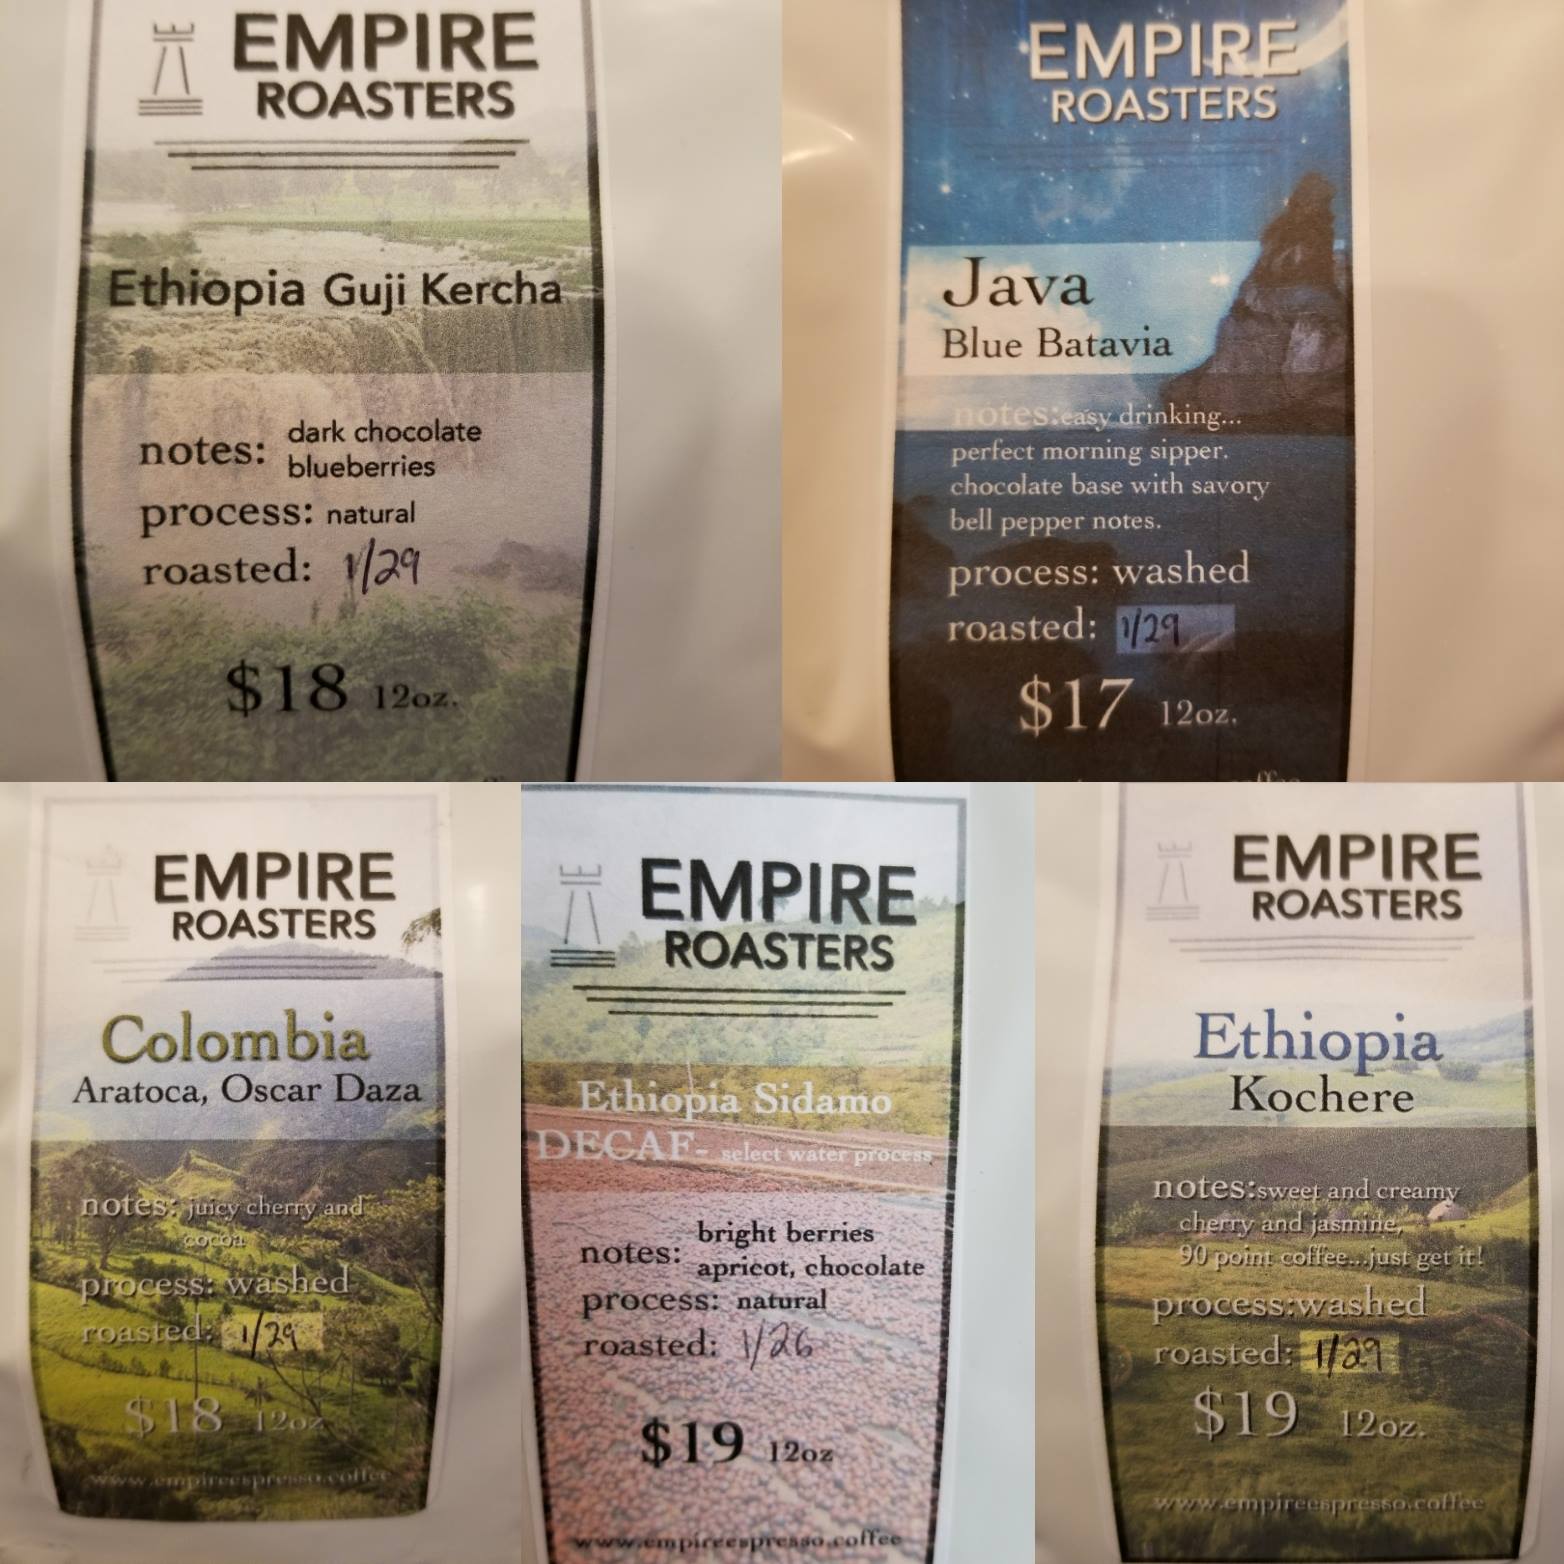 EMPIRE
ROASTERS
Ethiopia Guji Kercha
notes: dark chocolate
blueberries
process: natural
roasted: 1/29
$18 12oz.
EMPIRE
ROASTERS
Java
Blue Batavia
notes:easy drinking...
perfect morning sipper.
chocolate base with savory
bell pepper notes.
process: washed
roasted: 1/29
$17 12oz.
EMPIRE
ROASTERS
Colombia
Aratoca, Oscar Daza
notes: juicy cherry and
cocoa
process: washed
roasted: 1/29
$18 12oz
www.empireespresso.coffee
EMPIRE
ROASTERS
Ethiopia Sidamo
DECAF- select water process
notes: bright berries
apricot, chocolate
process: natural
roasted: 1/26
$19 12oz
www.empireespresso.coffee
EMPIRE
ROASTERS
Ethiopia
Kochere
notes:sweet and creamy
cherry and jasmine,
90 point coffee...just get it!
process:washed
roasted: 1/29
$19 12oz.
www.empireespresso.coffee